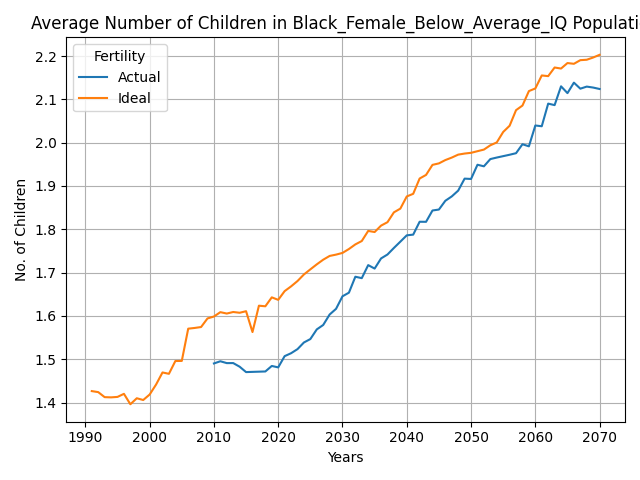 Average Number of Children in Black_Female_Below_Average_IQ Populati
Fertility
Actual
Ideal
No. of Children
2.2
2.1
2.0
1.9
1.8
1.7
1.6
1.5
1.4
1990 2000 2010 2020 2030 2040 2050 2060 2070
Years